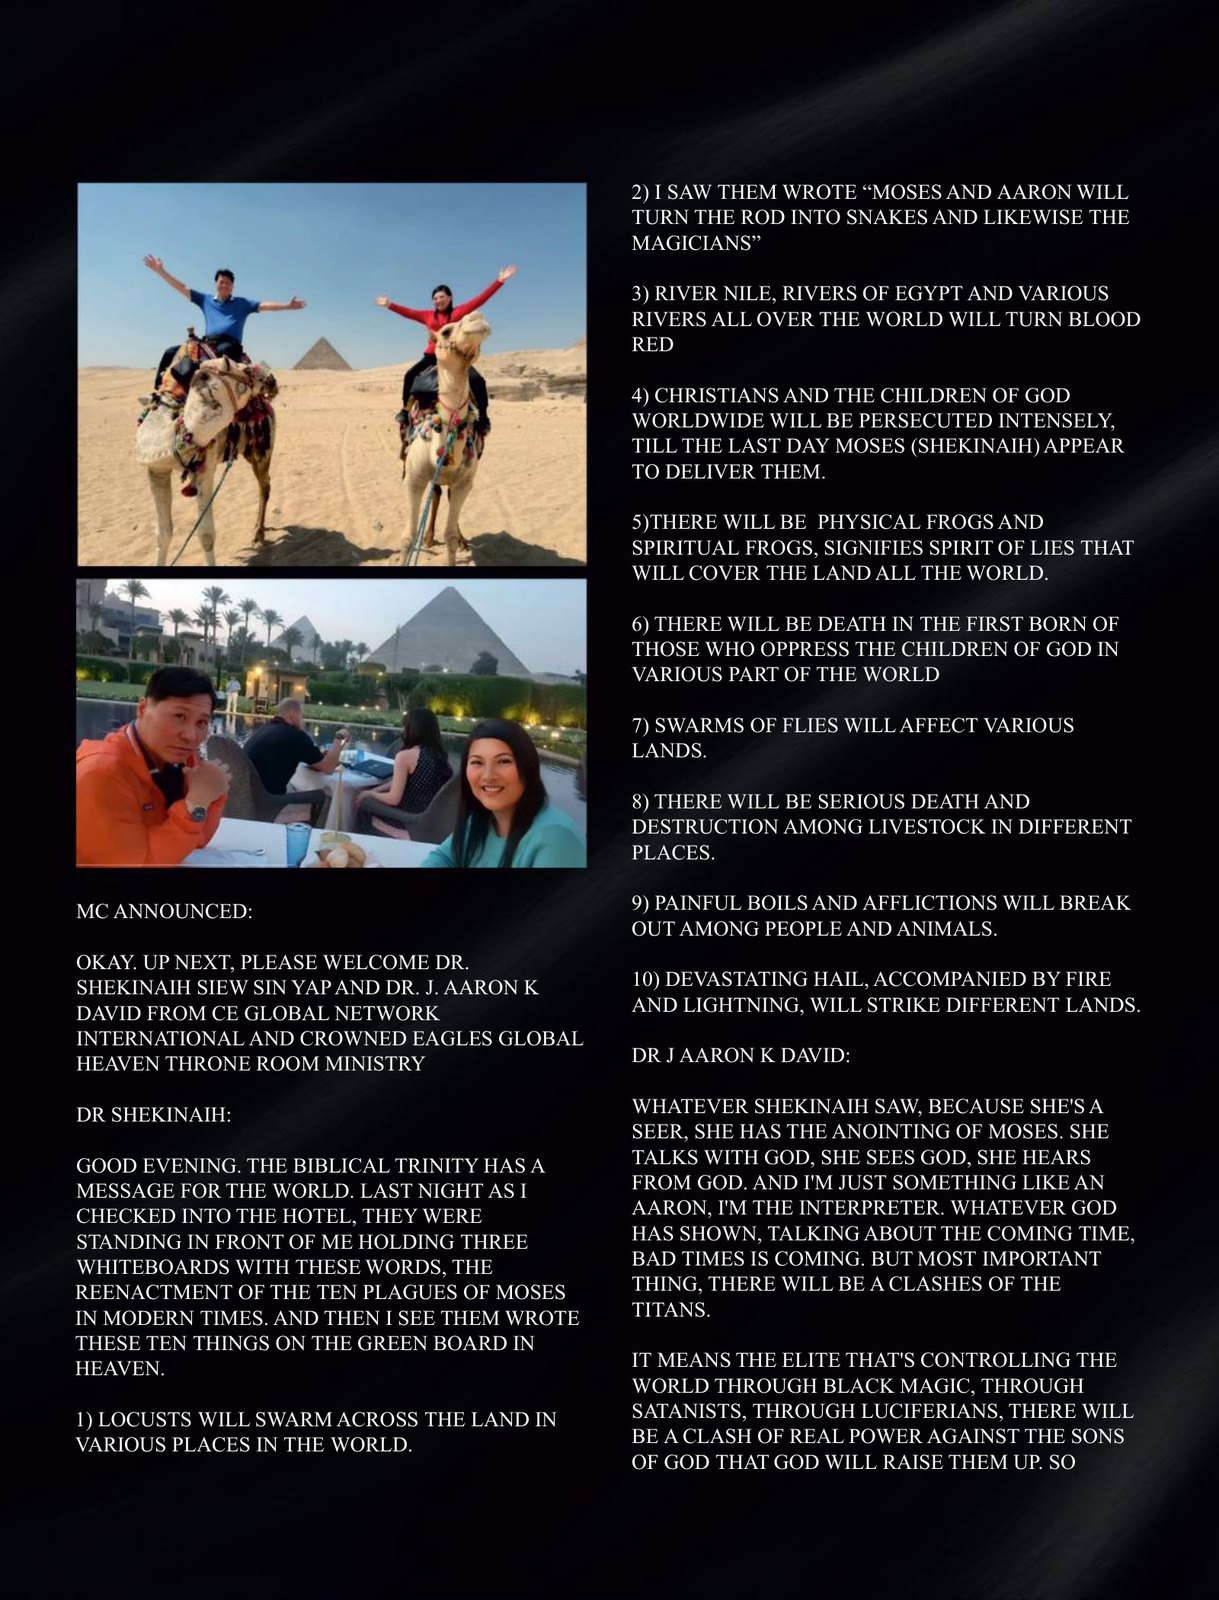 MC ANNOUNCED:
OKAY. UP NEXT, PLEASE WELCOME DR.
SHEKINAIH SIEW SIN YAP AND DR. J. AARON K
DAVID FROM CE GLOBAL NETWORK
INTERNATIONAL AND CROWNED EAGLES GLOBAL
HEAVEN THRONE ROOM MINISTRY
DR SHEKINAIH:
GOOD EVENING. THE BIBLICAL TRINITY HAS A
MESSAGE FOR THE WORLD. LAST NIGHT AS I
CHECKED INTO THE HOTEL, THEY WERE
STANDING IN FRONT OF ME HOLDING THREE
WHITEBOARDS WITH THESE WORDS, THE
REENACTMENT OF THE TEN PLAGUES OF MOSES
IN MODERN TIMES. AND THEN I SEE THEM WROTE
THESE TEN THINGS ON THE GREEN BOARD IN
HEAVEN.
1) LOCUSTS WILL SWARM ACROSS THE LAND IN
VARIOUS PLACES IN THE WORLD.
2) I SAW THEM WROTE “MOSES AND AARON WILL
TURN THE ROD INTO SNAKES AND LIKEWISE THE
MAGICIANS”
3) RIVER NILE, RIVERS OF EGYPT AND VARIOUS
RIVERS ALL OVER THE WORLD WILL TURN BLOOD
RED
4) CHRISTIANS AND THE CHILDREN OF GOD
WORLDWIDE WILL BE PERSECUTED INTENSELY,
TILL THE LAST DAY MOSES (SHEKINAIH) APPEAR
TO DELIVER THEM.
5)THERE WILL BE  PHYSICAL FROGS AND
SPIRITUAL FROGS, SIGNIFIES SPIRIT OF LIES THAT
WILL COVER THE LAND ALL THE WORLD.
6) THERE WILL BE DEATH IN THE FIRST BORN OF
THOSE WHO OPPRESS THE CHILDREN OF GOD IN
VARIOUS PART OF THE WORLD
7) SWARMS OF FLIES WILL AFFECT VARIOUS
LANDS.
8) THERE WILL BE SERIOUS DEATH AND
DESTRUCTION AMONG LIVESTOCK IN DIFFERENT
PLACES.
9) PAINFUL BOILS AND AFFLICTIONS WILL BREAK
OUT AMONG PEOPLE AND ANIMALS.
10) DEVASTATING HAIL, ACCOMPANIED BY FIRE
AND LIGHTNING, WILL STRIKE DIFFERENT LANDS.
DR J AARON K DAVID:
WHATEVER SHEKINAIH SAW, BECAUSE SHE'S A
SEER, SHE HAS THE ANOINTING OF MOSES. SHE
TALKS WITH GOD, SHE SEES GOD, SHE HEARS
FROM GOD. AND I'M JUST SOMETHING LIKE AN
AARON, I'M THE INTERPRETER. WHATEVER GOD
HAS SHOWN, TALKING ABOUT THE COMING TIME,
BAD TIMES IS COMING. BUT MOST IMPORTANT
THING, THERE WILL BE A CLASHES OF THE
TITANS.
IT MEANS THE ELITE THAT'S CONTROLLING THE
WORLD THROUGH BLACK MAGIC, THROUGH
SATANISTS, THROUGH LUCIFERIANS, THERE WILL
BE A CLASH OF REAL POWER AGAINST THE SONS
OF GOD THAT GOD WILL RAISE THEM UP. SO